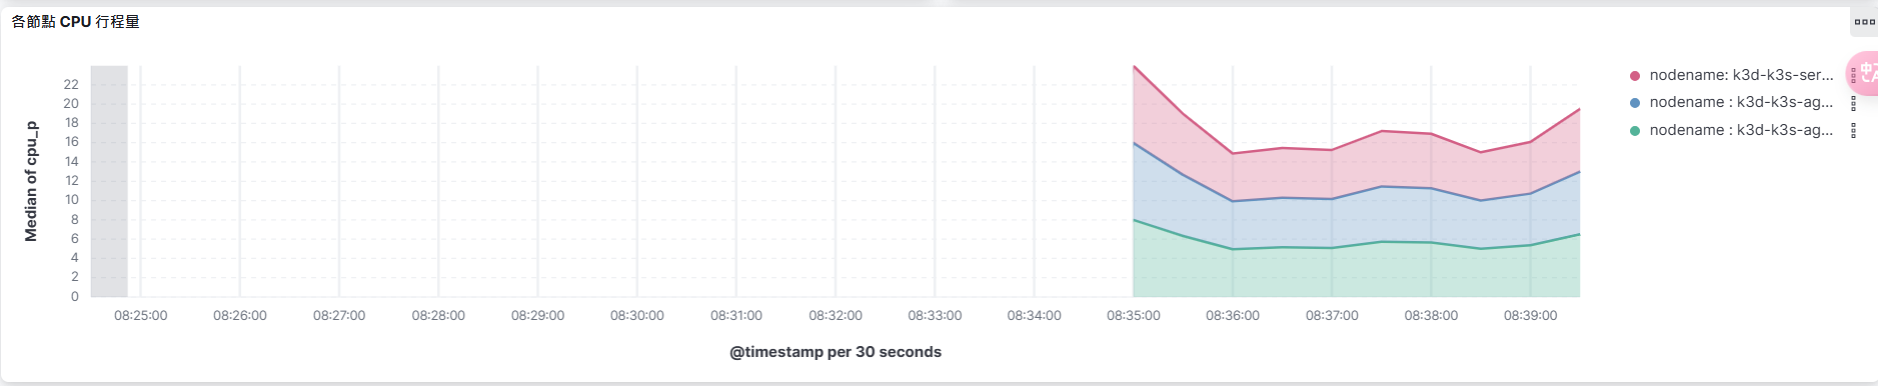 各節點 CPU 行程量
Median of cpu_p
22
20
18
16
14
12
10
8
6
4
2
0
08:25:00 08:26:00 08:27:00 08:28:00 08:29:00 08:30:00 08:31:00 08:32:00 08:33:00 08:34:00 08:35:00 08:36:00 08:37:00 08:38:00 08:39:00
@timestamp per 30 seconds
nodename: k3d-k3s-ser...
nodename : k3d-k3s-ag...
nodename : k3d-k3s-ag...
中